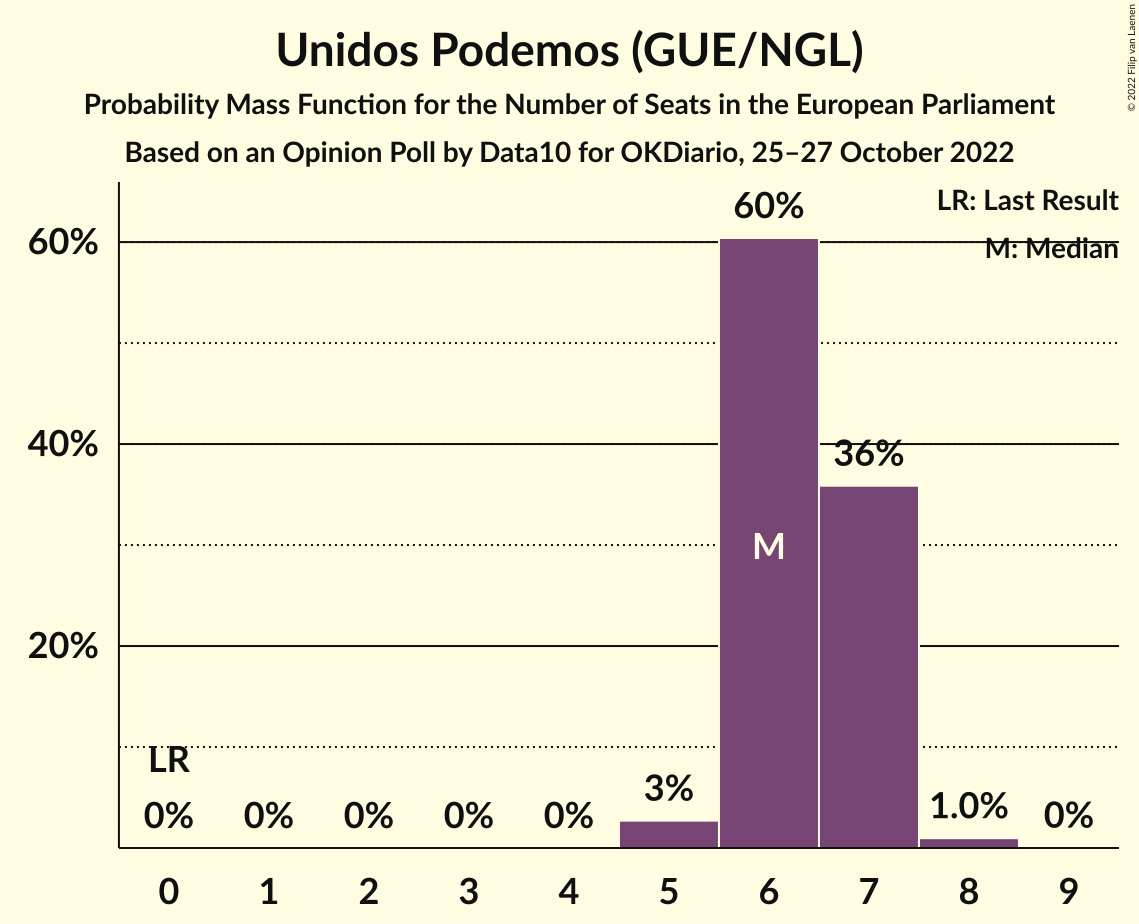 Unidos Podemos (GUE/NGL)
Probability Mass Function for the Number of Seats in the European Parliament
Based on an Opinion Poll by Data10 for OKDiario, 25–27 October 2022
© 2022 Filip van Laenen
LR: Last Result
M: Median
60%
60%
40%
36%
M
20%
LR
0%
0%
0%
0%
0%
3%
1.0%
0%
0
1
2
3
4
5
6
7
8
9